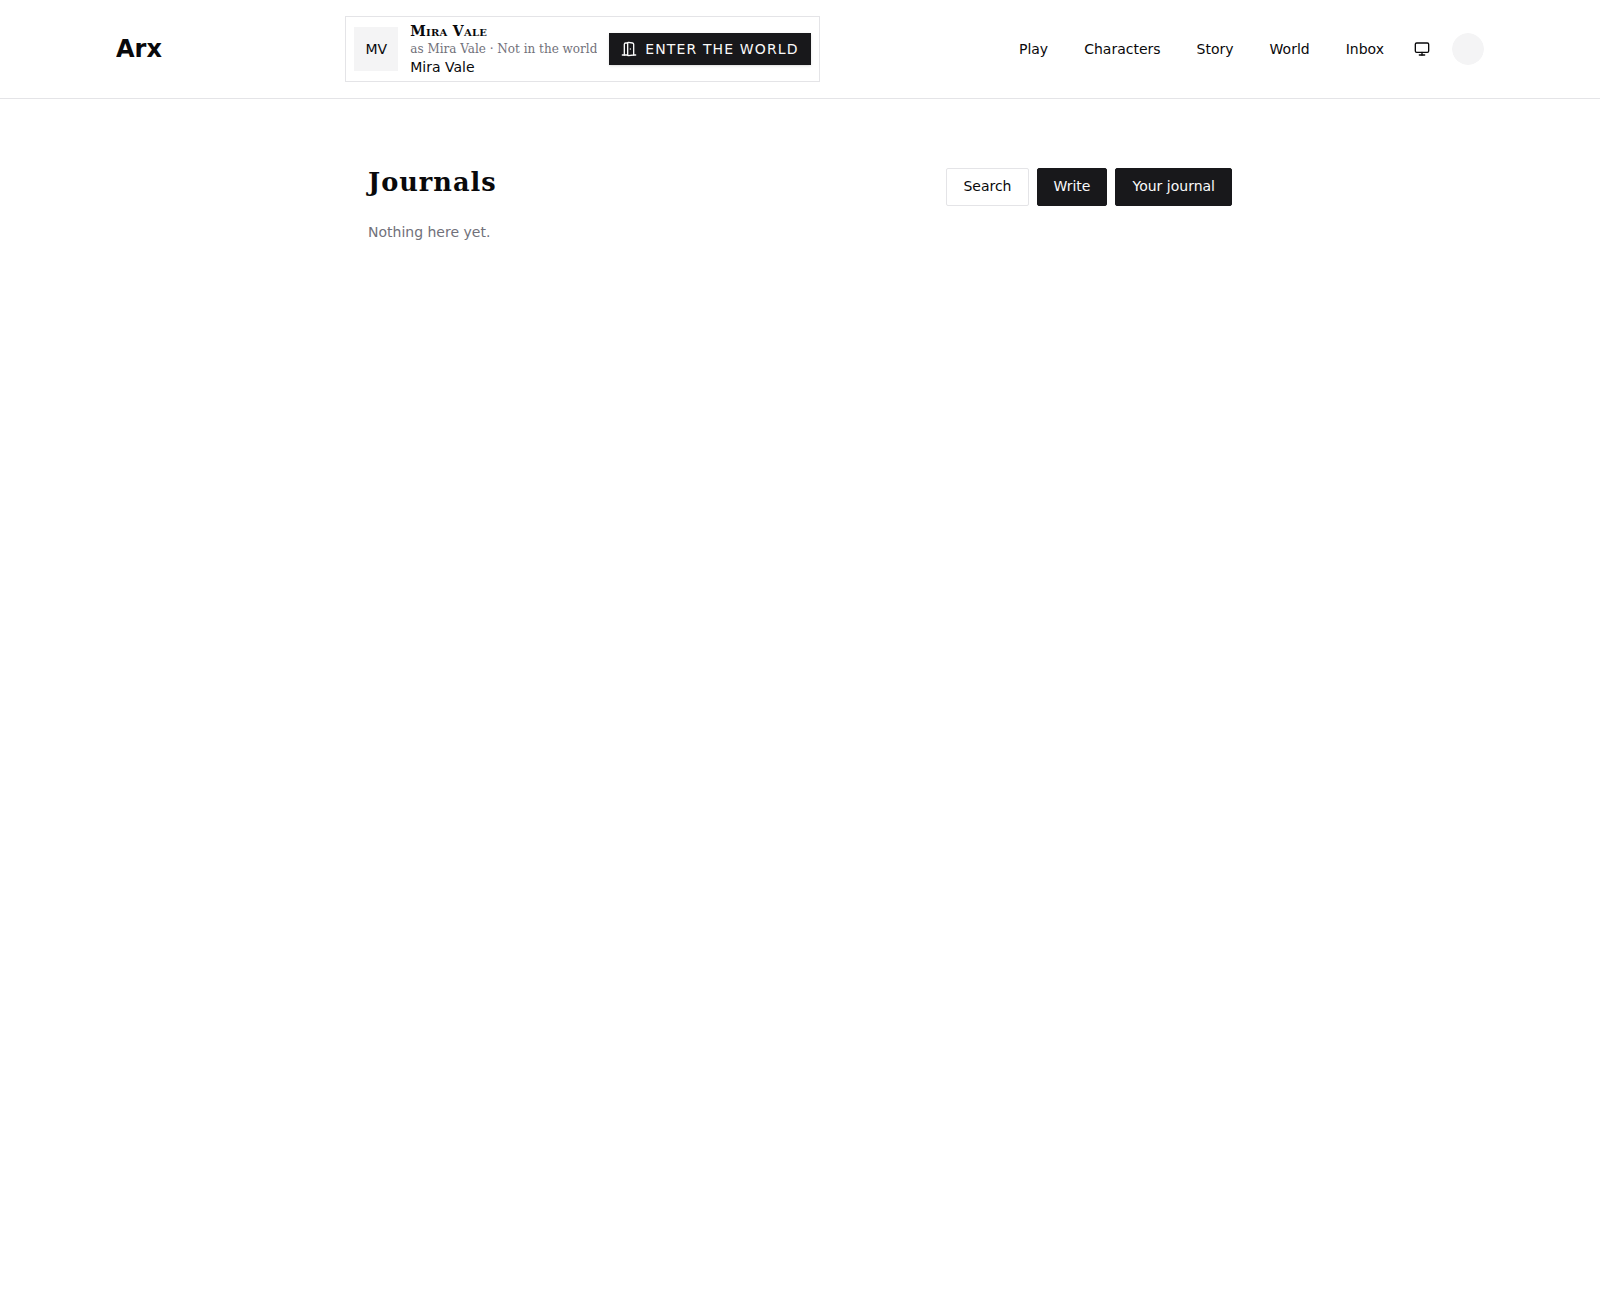 Arx
MV
Mira Vale
as Mira Vale · Not in the world
Mira Vale
ENTER THE WORLD
Play
Characters
Story
World
Inbox
Journals
Search
Write
Your journal
Nothing here yet.